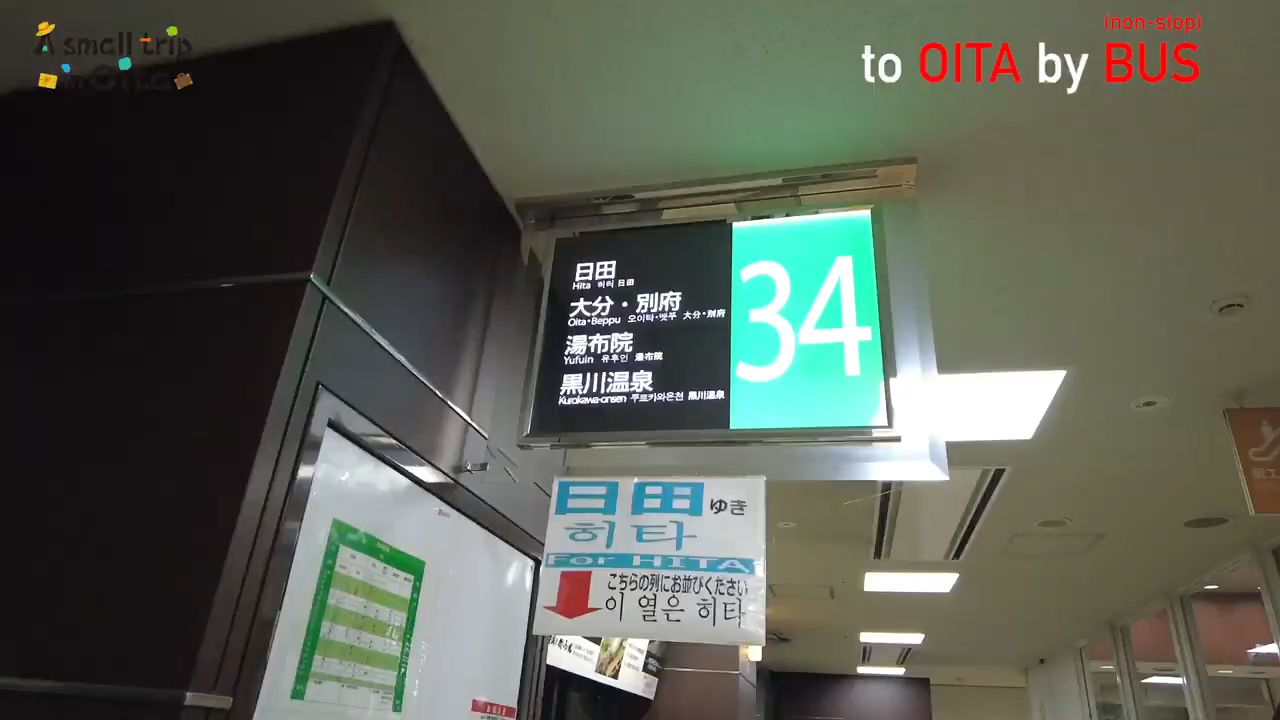 A small trip
in Oita
(non-stop)
to OITA by BUS
日田
Hita 히타 日田
大分・別府
Oita・Beppu 오이타・벳푸 大分・別府
湯布院
Yufuin 유후인 湯布院
黒川温泉
Kurokawa-onsen 쿠로카와온천 黒川温泉
34
日田 ゆき
히타
For HITA
こちらの列にお並びください
이 열은 히타